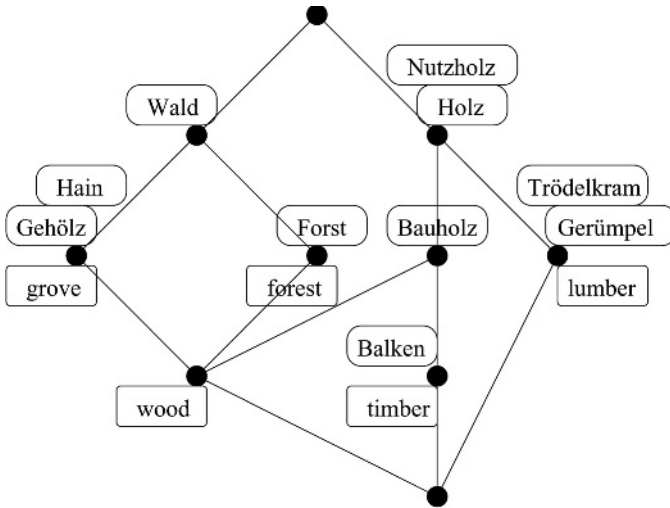 Nutzholz
Wald
Holz
Hain
Trödelkram
Gehölz
Forst
Bauholz
Gerümpel
grove
forest
lumber
Balken
wood
timber